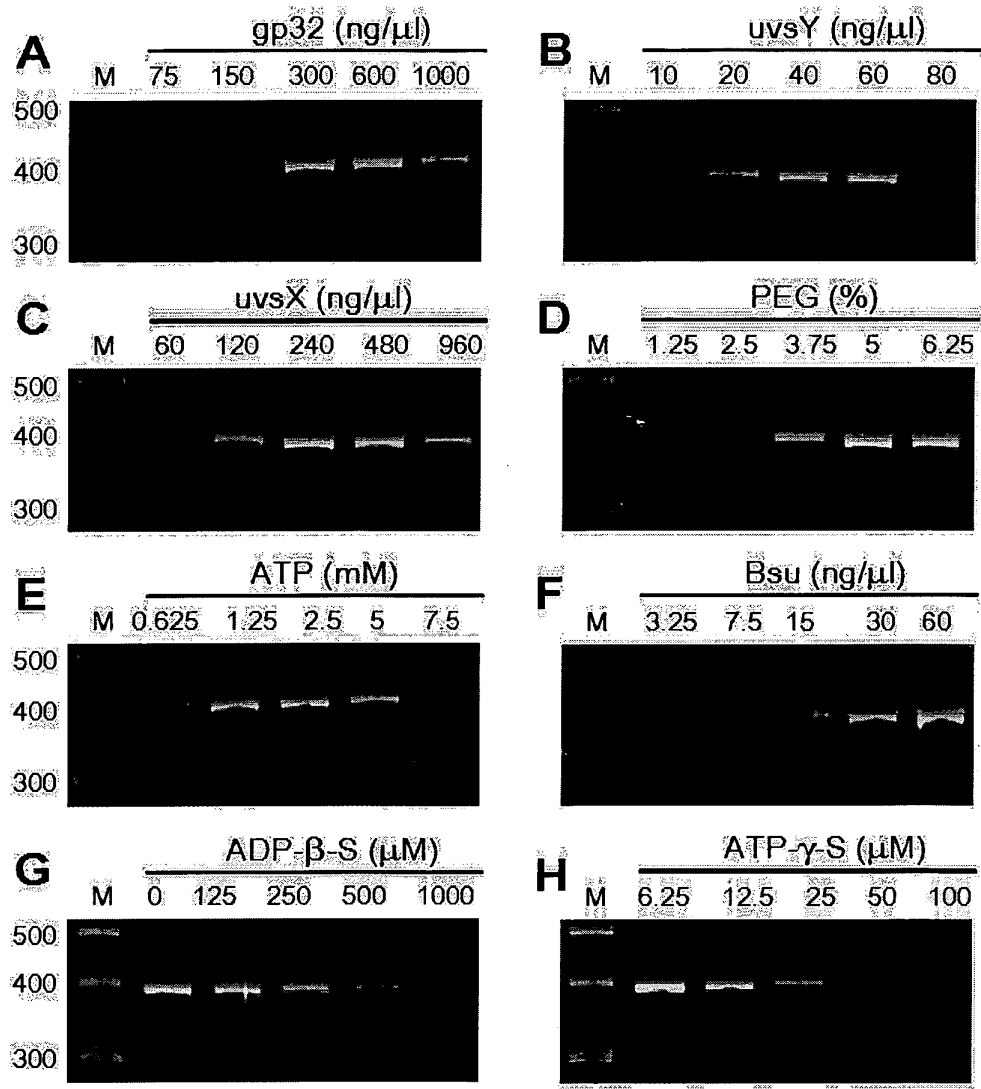 A
gp32 (ng/μl)
M 75 150 300 600 1000
500
400
300
B
uvsY (ng/μl)
M 10 20 40 60 80
C
uvsX (ng/μl)
M 60 120 240 480 960
500
400
300
D
PEG (%)
M 1.25 2.5 3.75 5 6.25
E
ATP (mM)
M 0.625 1.25 2.5 5 7.5
500
400
300
F
Bsu (ng/μl)
M 3.25 7.5 15 30 60
G
ADP-β-S (μM)
M 0 125 250 500 1000
500
400
300
H
ATP-γ-S (μM)
M 6.25 12.5 25 50 100